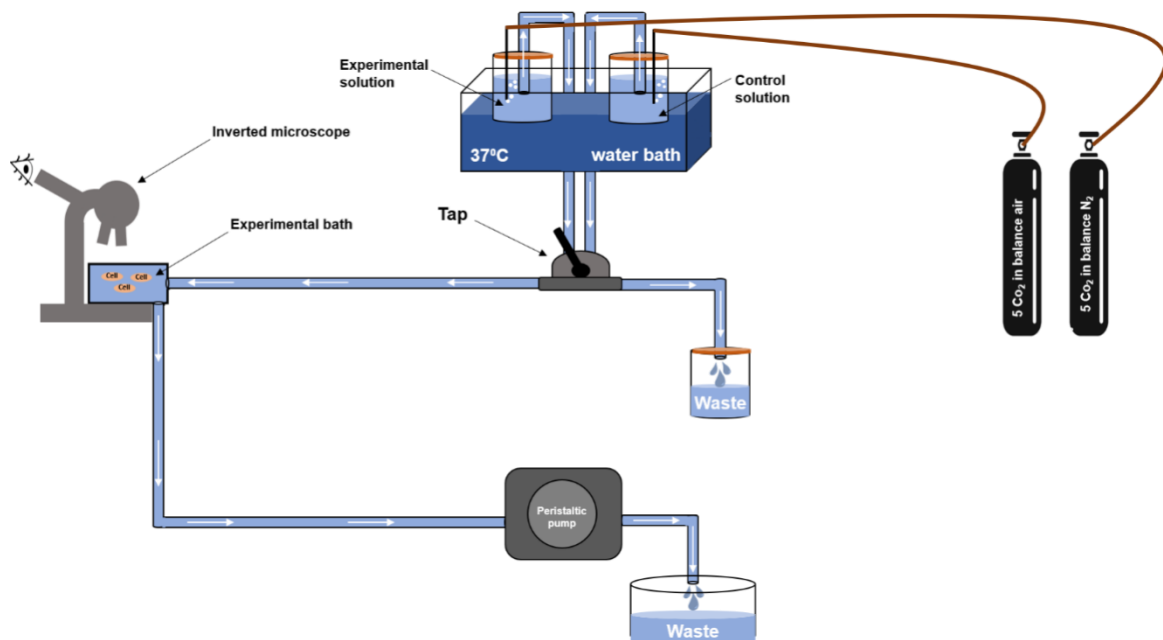 Experimental
solution
Control
solution
Inverted microscope
37ºC
water bath
Tap
Experimental bath
Cell
Cell
Cell
5 Co₂ in balance air
5 Co₂ in balance N₂
Waste
Peristaltic
pump
Waste